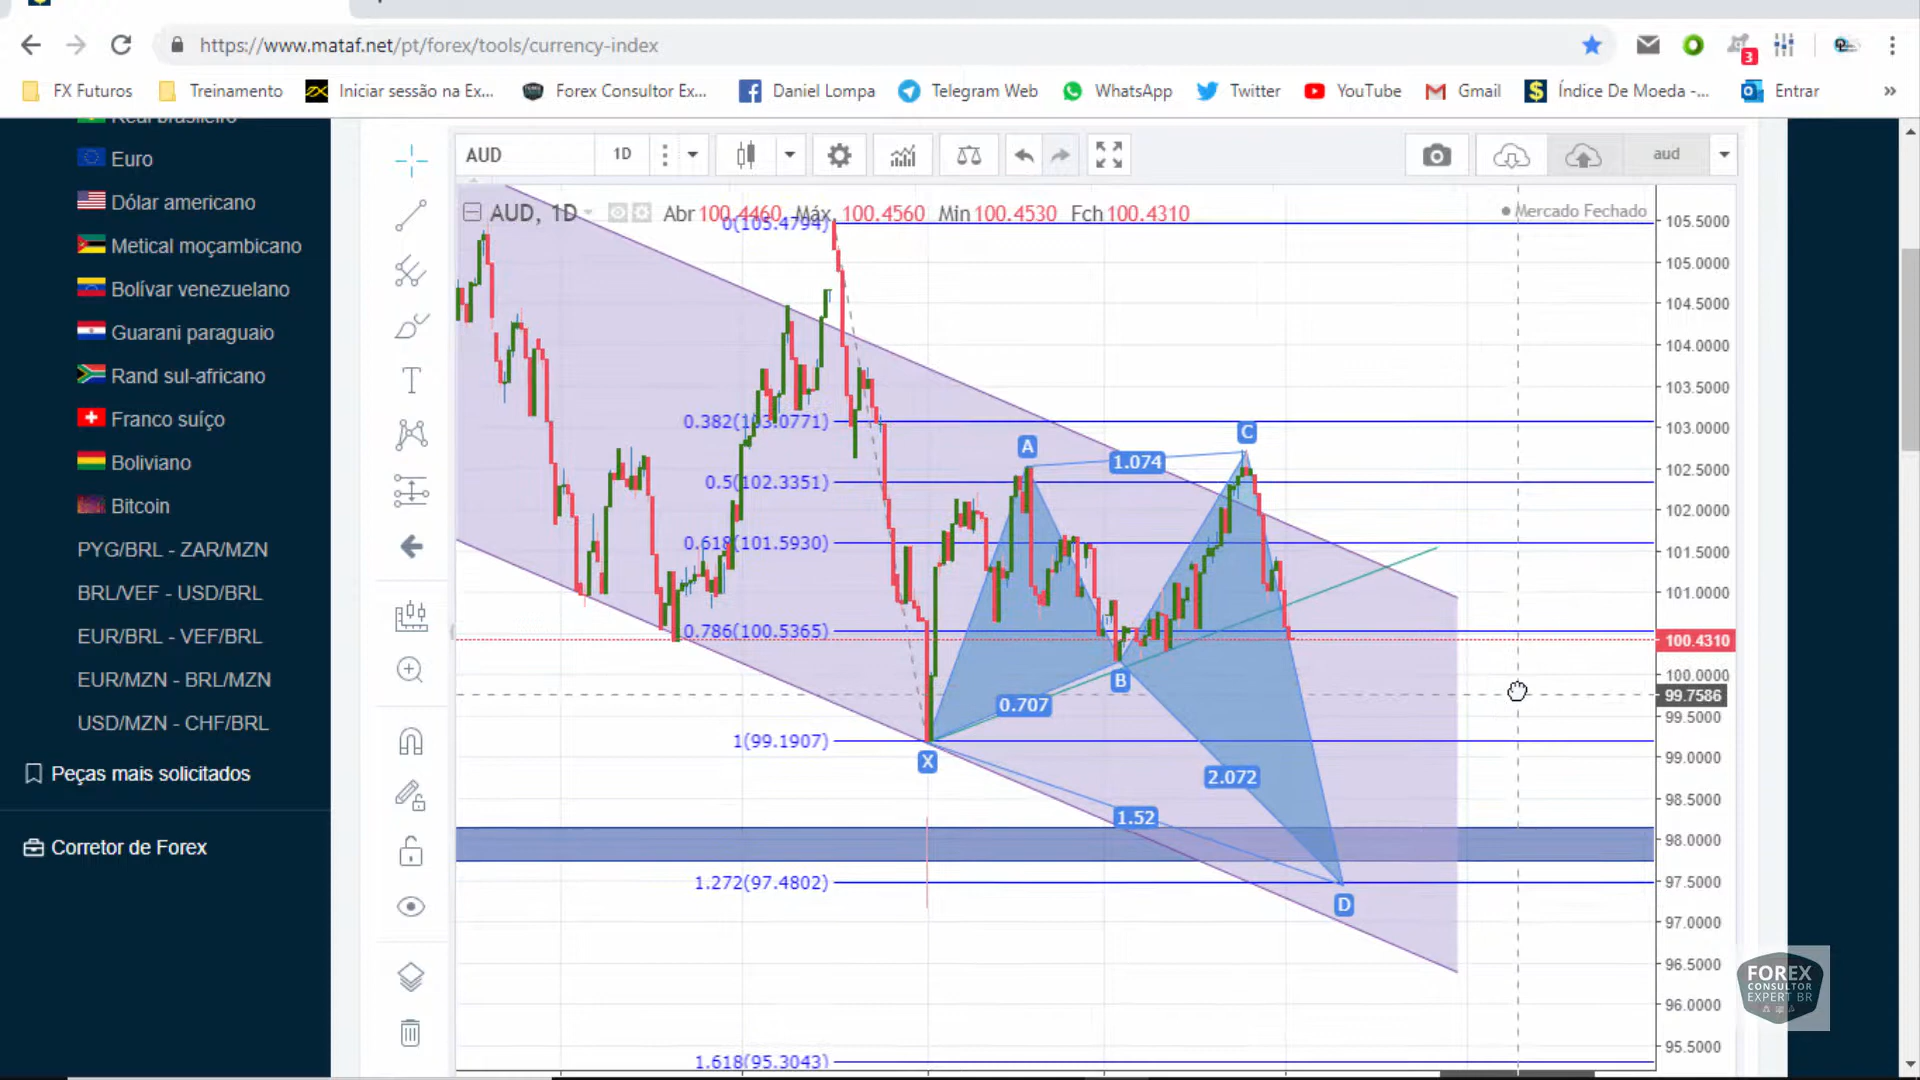 https://www.mataf.net/pt/forex/tools/currency-index
3
FX Futuros
Treinamento
Iniciar sessão na Ex...
Forex Consultor Ex...
Daniel Lompa
Telegram Web
WhatsApp
Twitter
YouTube
Gmail
Índice De Moeda -...
Entrar
»
Real brasileiro
Euro
Dólar americano
Metical moçambicano
Bolívar venezuelano
Guarani paraguaio
Rand sul-africano
Franco suíço
Boliviano
Bitcoin
PYG/BRL - ZAR/MZN
BRL/VEF - USD/BRL
EUR/BRL - VEF/BRL
EUR/MZN - BRL/MZN
USD/MZN - CHF/BRL
Peças mais solicitados
Corretor de Forex
AUD
1D
aud
AUD, 1D
Abr 100.4460 Máx 100.4560 Min 100.4530 Fch 100.4310
Mercado Fechado
0(105.4794)
0.382(103.0771)
0.5(102.3351)
0.618(101.5930)
0.786(100.5365)
1(99.1907)
1.272(97.4802)
1.618(95.3043)
A
C
1.074
B
0.707
X
2.072
1.52
D
105.5000
105.0000
104.5000
104.0000
103.5000
103.0000
102.5000
102.0000
101.5000
101.0000
100.4310
100.0000
99.7586
99.5000
99.0000
98.5000
98.0000
97.5000
97.0000
96.5000
96.0000
95.5000
FOREX
CONSULTOR
EXPERT BR